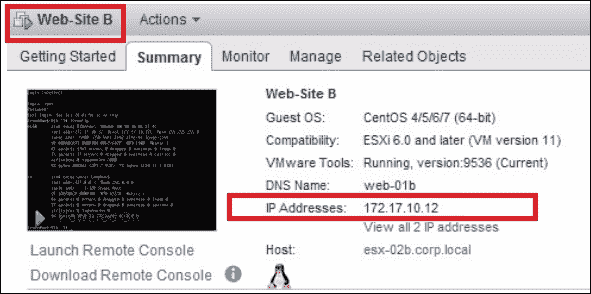 Web-Site B Actions
Getting Started Summary Monitor Manage Related Objects
Web-Site B
Guest OS: CentOS 4/5/6/7 (64-bit)
Compatibility: ESXi 6.0 and later (VM version 11)
VMware Tools: Running, version:9536 (Current)
DNS Name: web-01b
IP Addresses: 172.17.10.12
View all 2 IP addresses
Launch Remote Console Host: esx-02b.corp.local
Download Remote Console